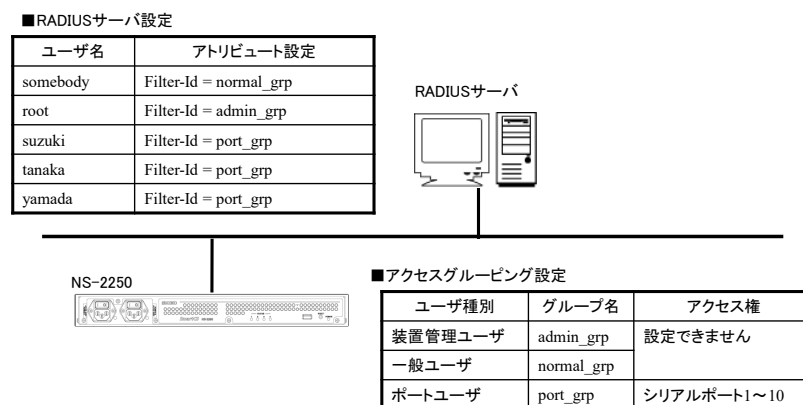 ■RADIUSサーバ設定
ユーザ名 アトリビュート設定
somebody Filter-Id = normal_grp
root Filter-Id = admin_grp
suzuki Filter-Id = port_grp
tanaka Filter-Id = port_grp
yamada Filter-Id = port_grp
RADIUSサーバ
NS-2250
■アクセスグルーピング設定
ユーザ種別 グループ名 アクセス権
装置管理ユーザ admin_grp 設定できません
一般ユーザ normal_grp
ポートユーザ port_grp シリアルポート1～10